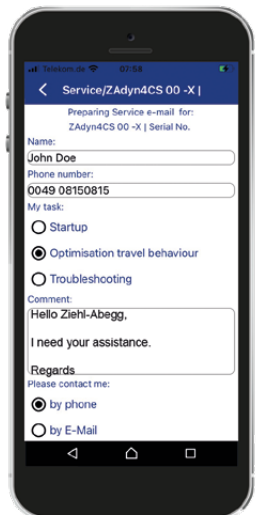 Telekom.de 07:58
Service/ZAdyn4CS 00 -X |
Preparing Service e-mail for:
ZAdyn4CS 00 -X | Serial No.
Name:
John Doe
Phone number:
0049 08150815
My task:
Startup
Optimisation travel behaviour
Troubleshooting
Comment:
Hello Ziehl-Abegg,
I need your assistance.
Regards
Please contact me:
by phone
by E-Mail